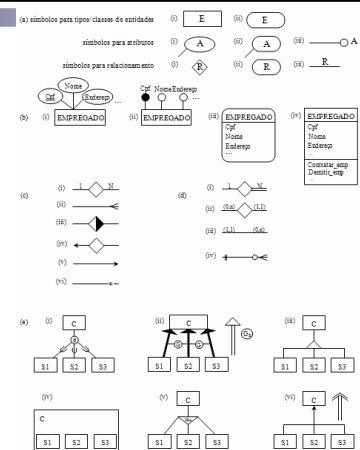 (a) símbolos para tipos/classes de entidades (i) E (ii) E
símbolos para atributos (i) A (ii) A (iii) A
símbolos para relacionamento (i) R (ii) R (iii) R
(b) (i) Cpf Nome Endereço ... EMPREGADO
(ii) Cpf Nome Endereço ... EMPREGADO
(iii) EMPREGADO
Cpf
Nome
Endereço
...
(iv) EMPREGADO
Cpf
Nome
Endereço
...
Contratar_emp
Demitir_emp
...
(c) (i) 1 N
(ii)
(iii)
(iv)
(v)
(vi)
(d) (i) 1 N
(ii) (0,n) (1,1)
(iii) (1,1) (0,n)
(iv)
(e) (i) C d U U U S1 S2 S3
(ii) C G G S1 S2 S3
(iii) C S1 S2 S3
(iv) C S1 S2 S3
(v) C S1 S2 S3
(vi) C S1 S2 S3